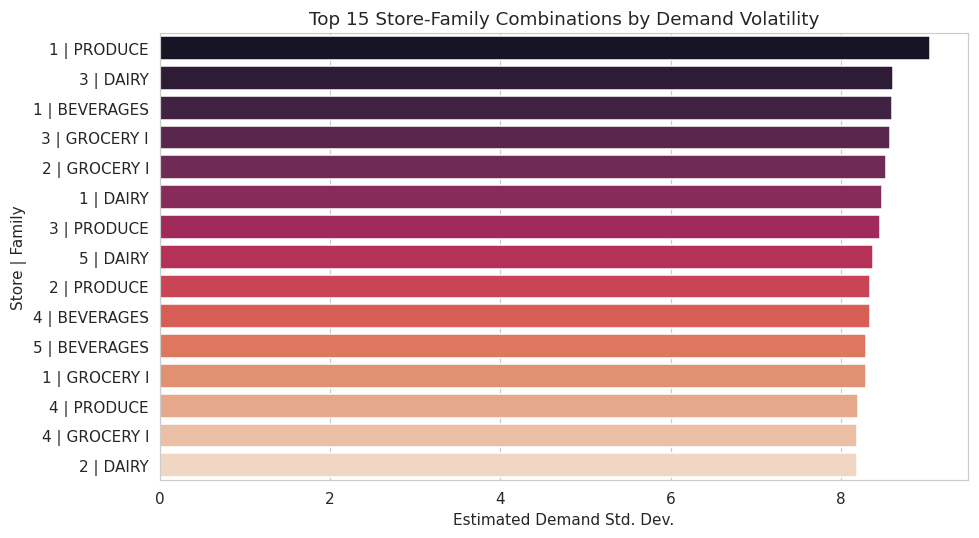 Top 15 Store-Family Combinations by Demand Volatility
Store | Family
1 | PRODUCE
3 | DAIRY
1 | BEVERAGES
3 | GROCERY I
2 | GROCERY I
1 | DAIRY
3 | PRODUCE
5 | DAIRY
2 | PRODUCE
4 | BEVERAGES
5 | BEVERAGES
1 | GROCERY I
4 | PRODUCE
4 | GROCERY I
2 | DAIRY
0 2 4 6 8
Estimated Demand Std. Dev.